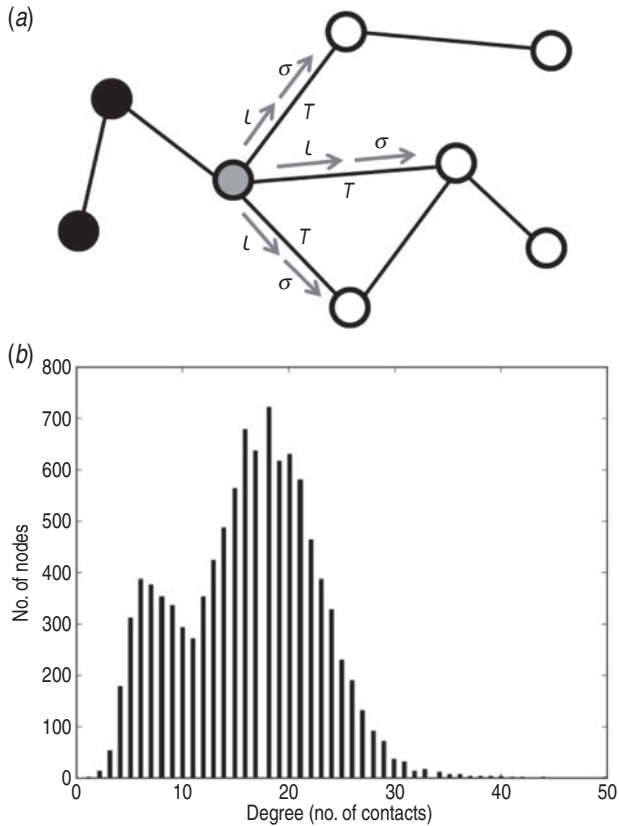 (a)
σ
ι
T
ι
σ
T
ι
T
σ
(b)
800
700
600
500
400
300
200
100
0
No. of nodes
0 10 20 30 40 50
Degree (no. of contacts)